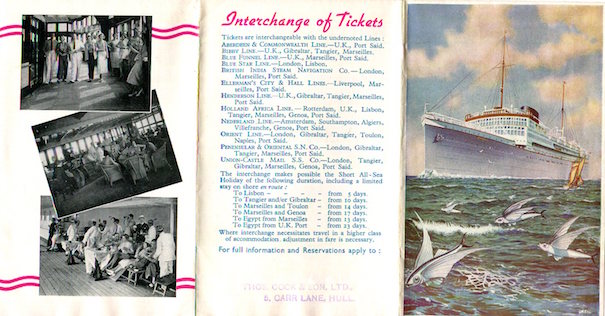 Interchange of Tickets
Tickets are interchangeable with the undernoted Lines :
ABERDEEN & COMMONWEALTH LINE.—U.K., Port Said.
BIBBY LINE.—U.K., Gibraltar, Tangier, Marseilles.
BLUE FUNNEL LINE.—U.K., Marseilles, Port Said.
BLUE STAR LINE.—London, Lisbon.
BRITISH INDIA STEAM NAVIGATION CO.—London,
Marseilles, Port Said.
ELLERMAN'S CITY & HALL LINES.—Liverpool, Mar-
seilles, Port Said.
HENDERSON LINE.—U.K., Gibraltar, Tangier, Marseilles,
Port Said.
HOLLAND AFRICA LINE.—Rotterdam, U.K., Lisbon,
Tangier, Marseilles, Genoa, Port Said.
NEDERLAND LINE.—Amsterdam, Southampton, Algiers,
Villefranche, Genoa, Port Said.
ORIENT LINE.—London, Gibraltar, Tangier, Toulon,
Naples, Port Said.
PENINSULAR & ORIENTAL S.N. CO.—London, Gibraltar,
Tangier, Marseilles, Port Said.
UNION-CASTLE MAIL S.S. CO.—London, Tangier,
Gibraltar, Marseilles, Genoa, Port Said.
The interchange makes possible the Short All-Sea
Holiday of the following duration, including a limited
stay on shore en route :
To Lisbon – – – – from 5 days.
To Tangier and/or Gibraltar – from 10 days.
To Marseilles and Toulon – from 14 days.
To Marseilles and Genoa – from 17 days.
To Egypt from Marseilles – from 13 days.
To Egypt from U.K. Port – from 23 days.
Where interchange necessitates travel in a higher class
of accommodation, adjustment in fare is necessary.
For full information and Reservations apply to :
THOS. COOK & SON, LTD.,
5, CARR LANE, HULL.